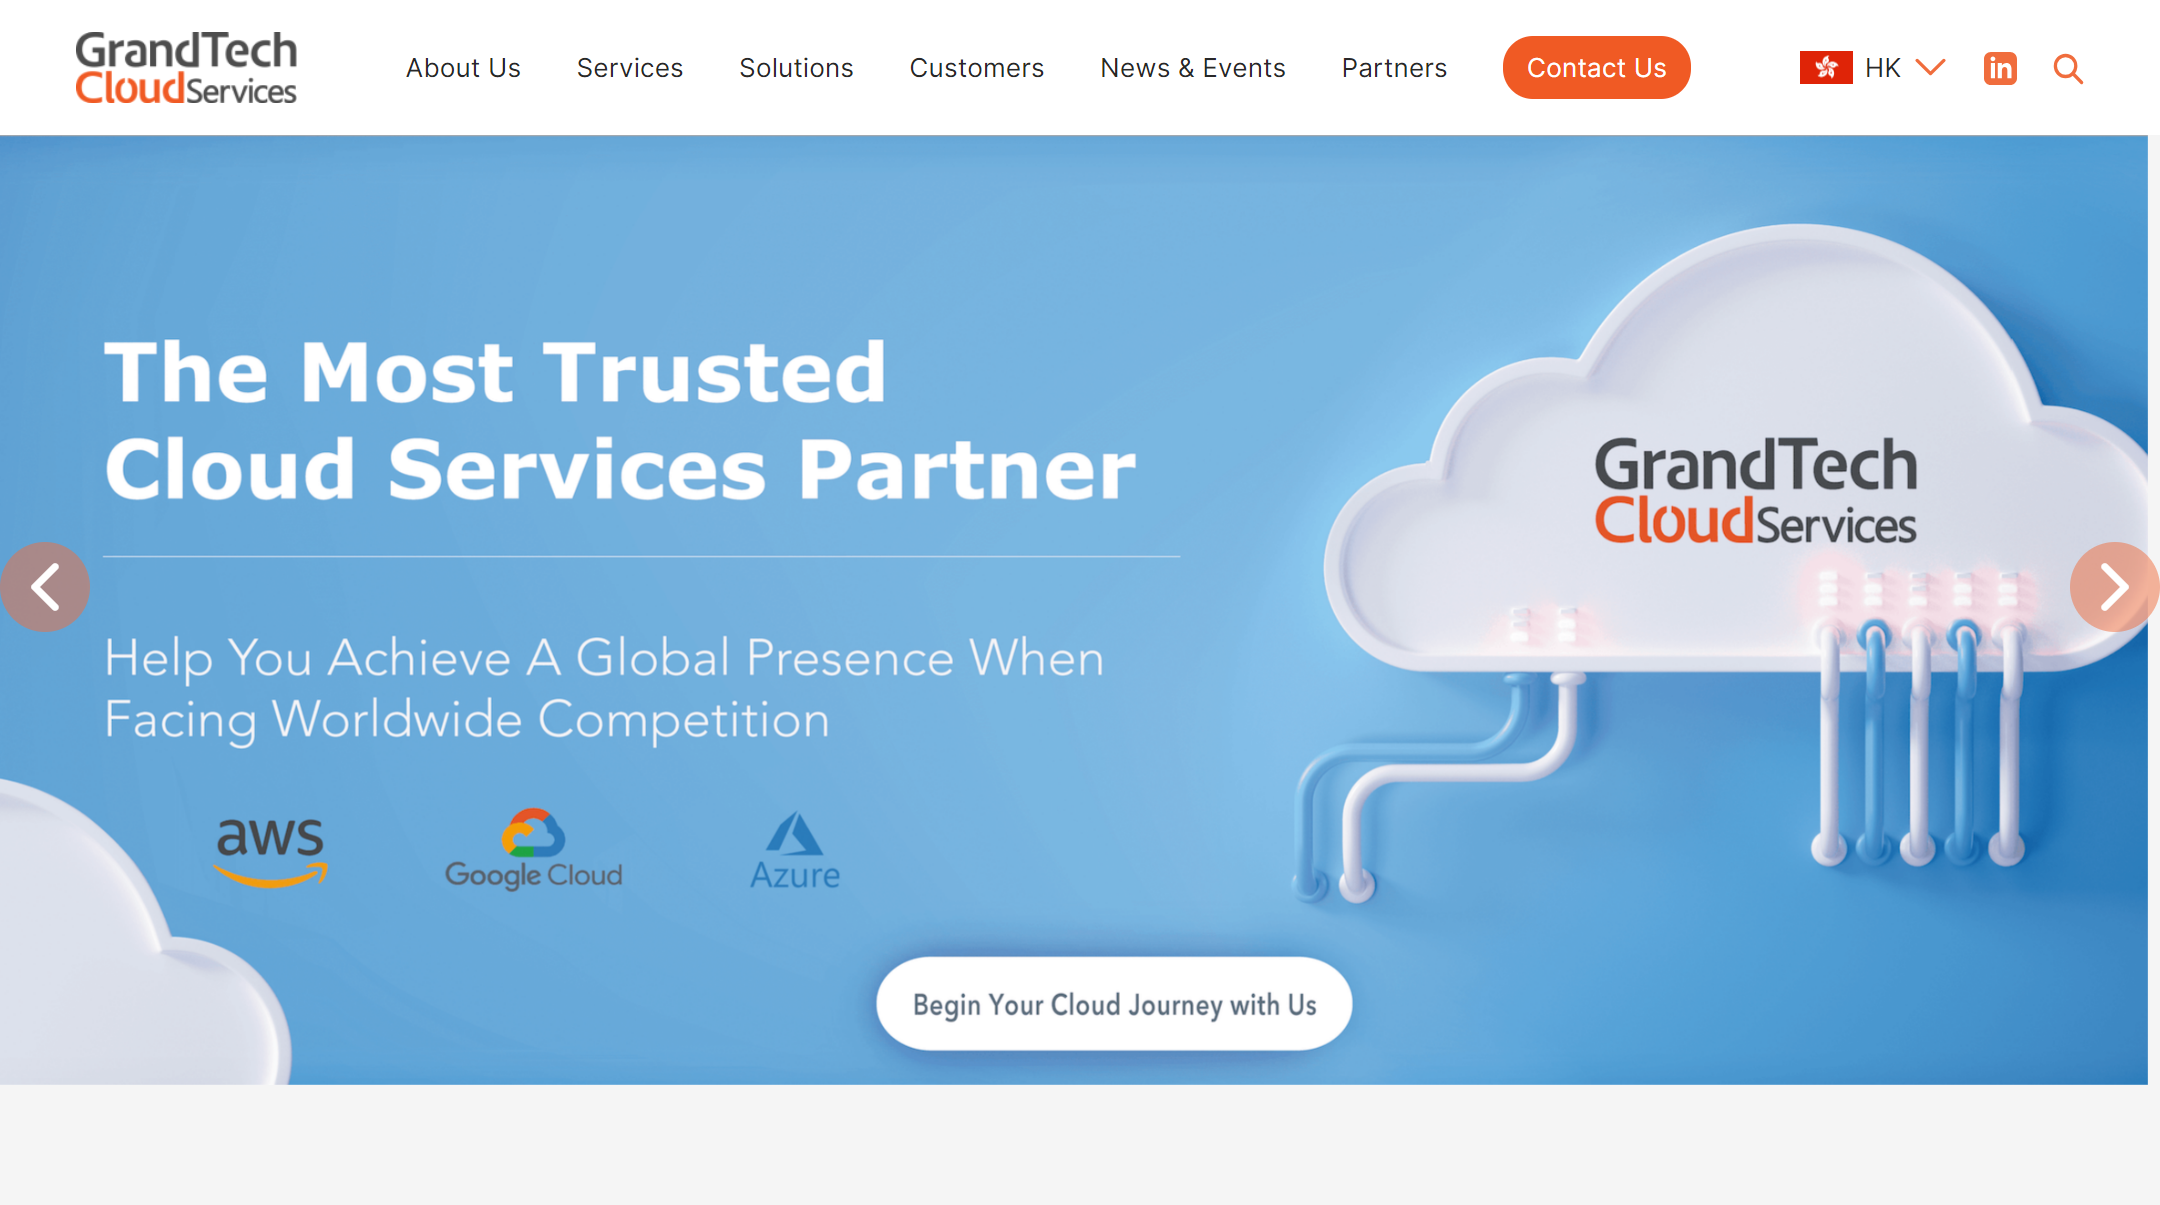 GrandTech
CloudServices
About Us
Services
Solutions
Customers
News & Events
Partners
Contact Us
HK
in
The Most Trusted
Cloud Services Partner
Help You Achieve A Global Presence When
Facing Worldwide Competition
aws
Google Cloud
Azure
GrandTech
CloudServices
Begin Your Cloud Journey with Us